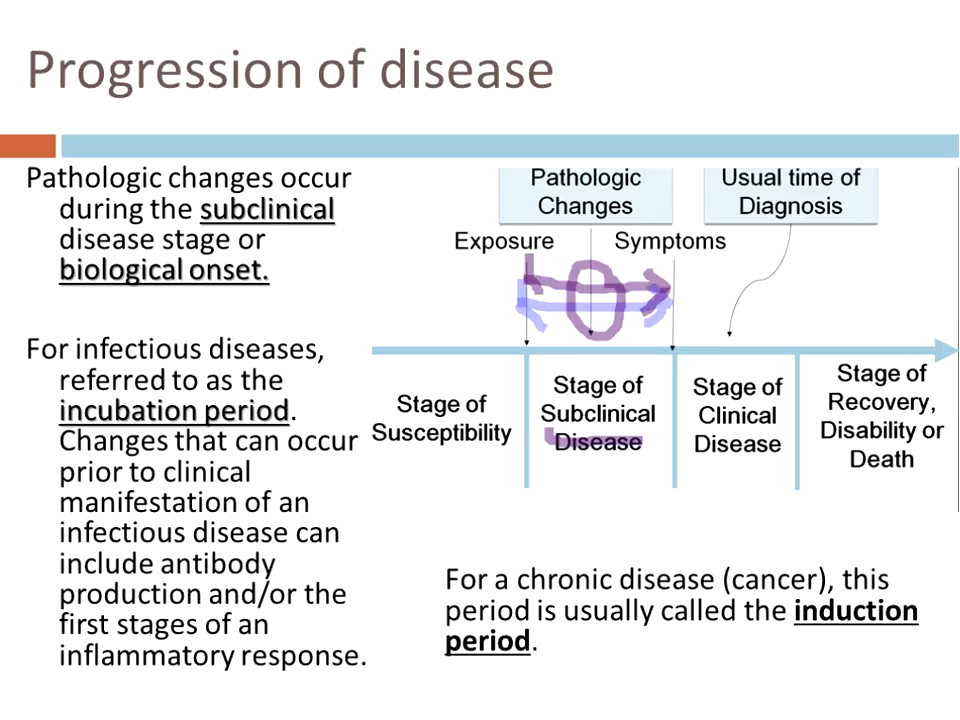 Progression of disease
Pathologic changes occur
during the subclinical
disease stage or
biological onset.
For infectious diseases,
referred to as the
incubation period.
Changes that can occur
prior to clinical
manifestation of an
infectious disease can
include antibody
production and/or the
first stages of an
inflammatory response.
Pathologic
Changes
Usual time of
Diagnosis
Exposure
Symptoms
Stage of
Susceptibility
Stage of
Subclinical
Disease
Stage of
Clinical
Disease
Stage of
Recovery,
Disability or
Death
For a chronic disease (cancer), this
period is usually called the induction
period.